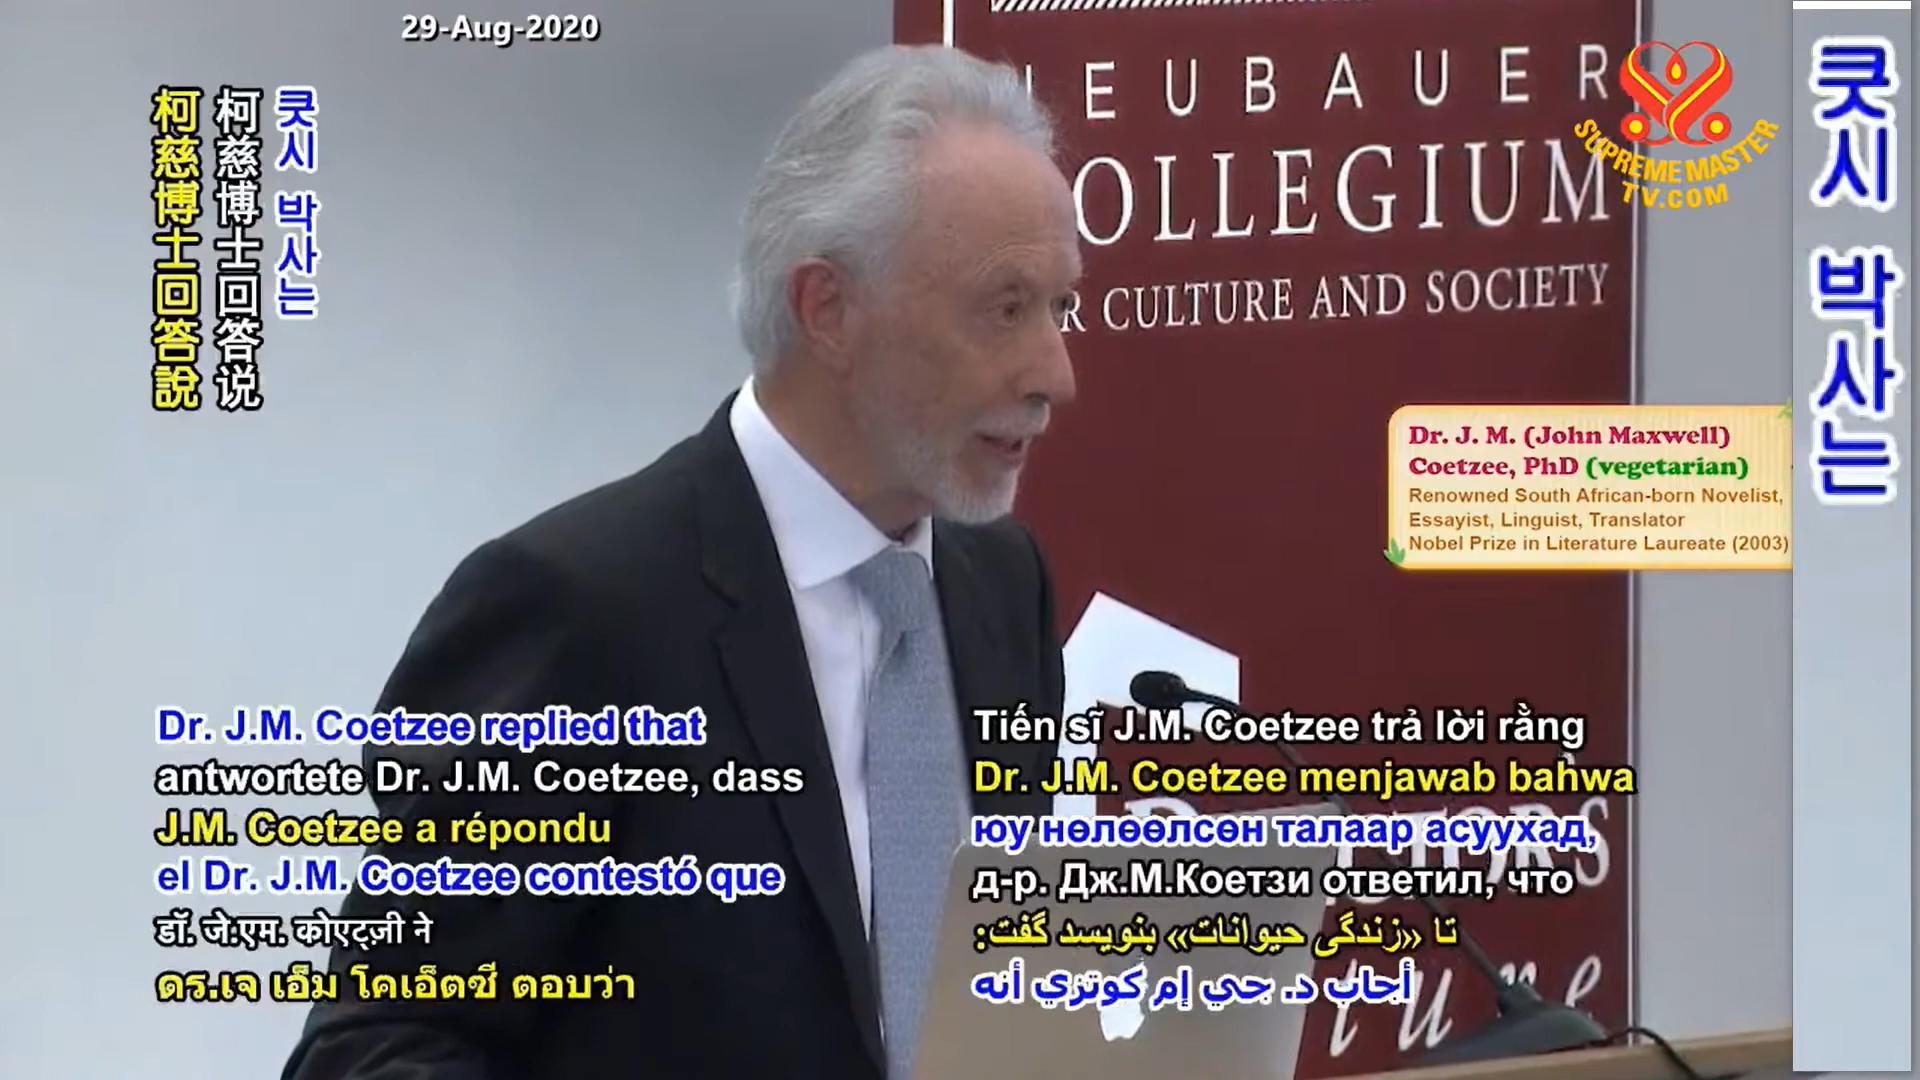 29-Aug-2020
柯慈博士回答說
柯慈博士回答说
쿳시 박사는
EUBAUER
OLLEGIUM
R CULTURE AND SOCIETY
SUPREME MASTER
TV.COM
쿳시 박사는
Dr. J. M. (John Maxwell)
Coetzee, PhD (vegetarian)
Renowned South African-born Novelist,
Essayist, Linguist, Translator
Nobel Prize in Literature Laureate (2003)
Dr. J.M. Coetzee replied that
antwortete Dr. J.M. Coetzee, dass
J.M. Coetzee a répondu
el Dr. J.M. Coetzee contestó que
डॉ. जे.एम. कोएट्ज़ी ने
ดร.เจ เอ็ม โคเอ็ตซี ตอบว่า
Tiến sĩ J.M. Coetzee trả lời rằng
Dr. J.M. Coetzee menjawab bahwa
юу нөлөөлсөн талаар асуухад,
д-р. Дж.М.Коетзи ответил, что
تا «زندگی حیوانات» بنویسد گفت:
أجاب د. جي إم كوتزي أنه